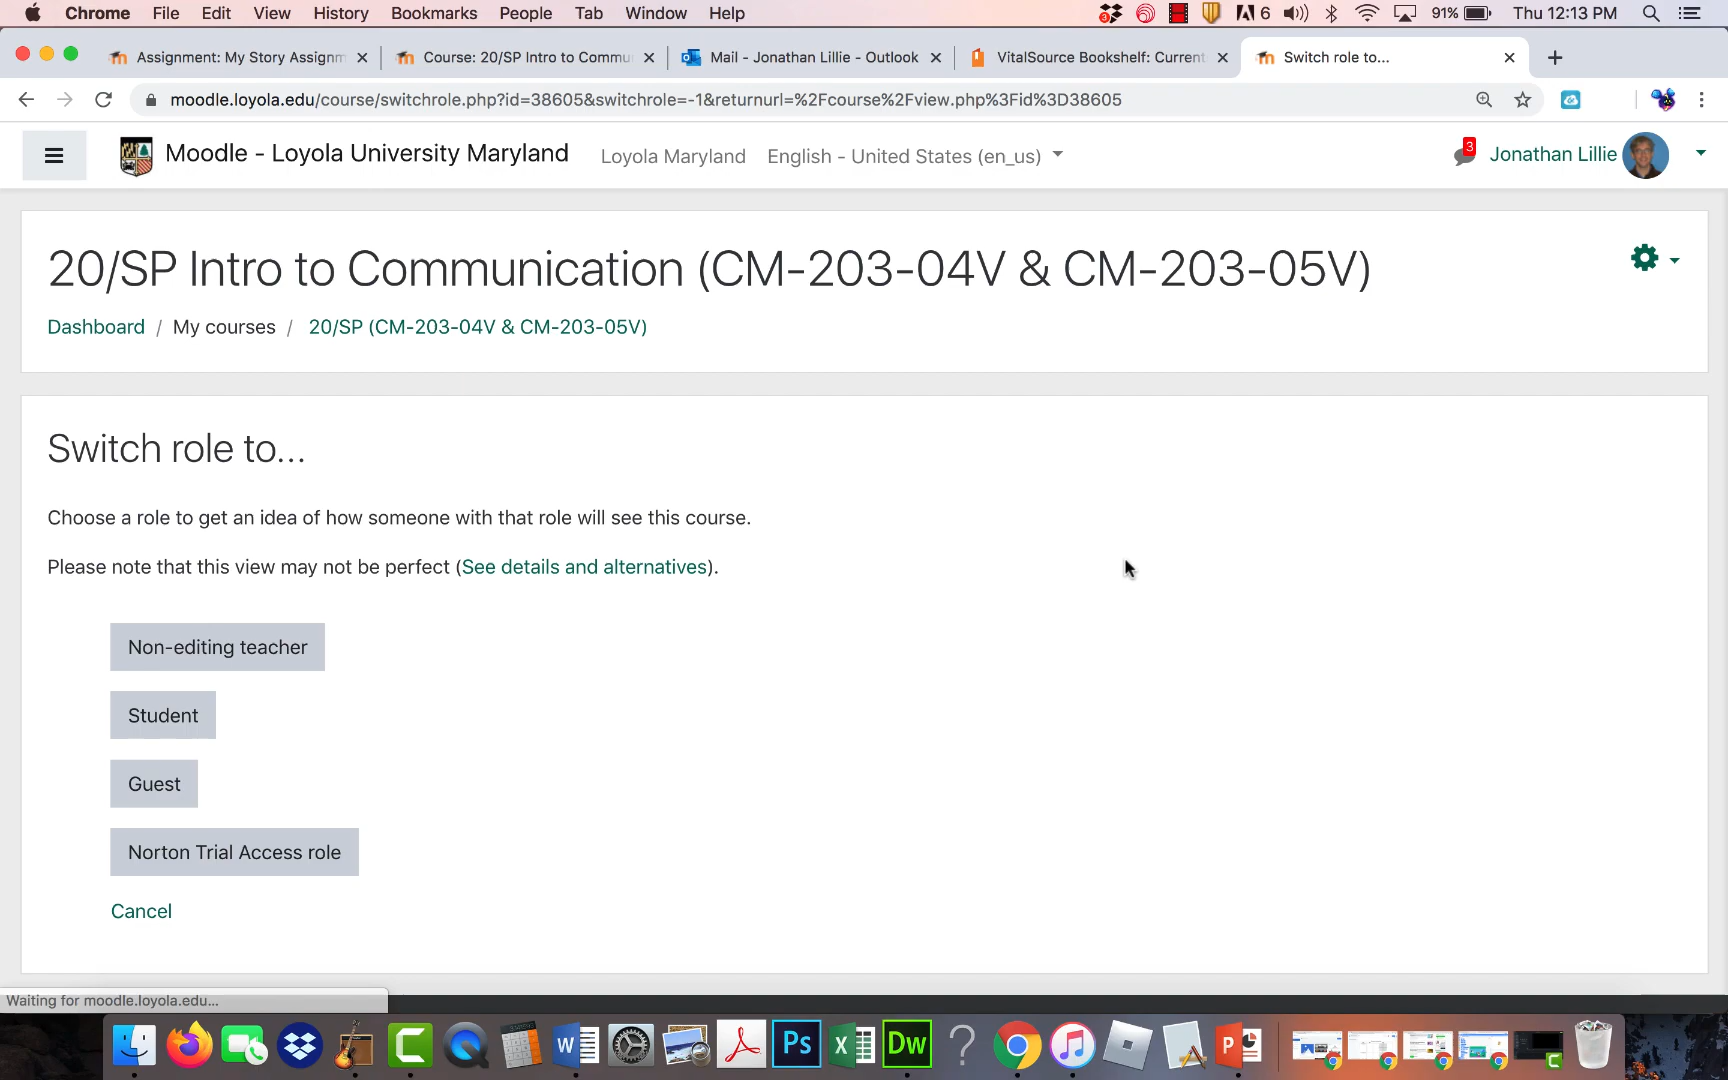 Chrome File Edit View History Bookmarks People Tab Window Help 3 6 91% Thu 12:13 PM
Assignment: My Story Assignm Course: 20/SP Intro to Commu Mail - Jonathan Lillie - Outlook VitalSource Bookshelf: Current Switch role to...
moodle.loyola.edu/course/switchrole.php?id=38605&switchrole=-1&returnurl=%2Fcourse%2Fview.php%3Fid%3D38605
Moodle - Loyola University Maryland Loyola Maryland English - United States (en_us) 3 Jonathan Lillie
20/SP Intro to Communication (CM-203-04V & CM-203-05V)
Dashboard / My courses / 20/SP (CM-203-04V & CM-203-05V)
Switch role to...
Choose a role to get an idea of how someone with that role will see this course.
Please note that this view may not be perfect (See details and alternatives).
Non-editing teacher
Student
Guest
Norton Trial Access role
Cancel
Waiting for moodle.loyola.edu...
C W Ps X Dw ? P